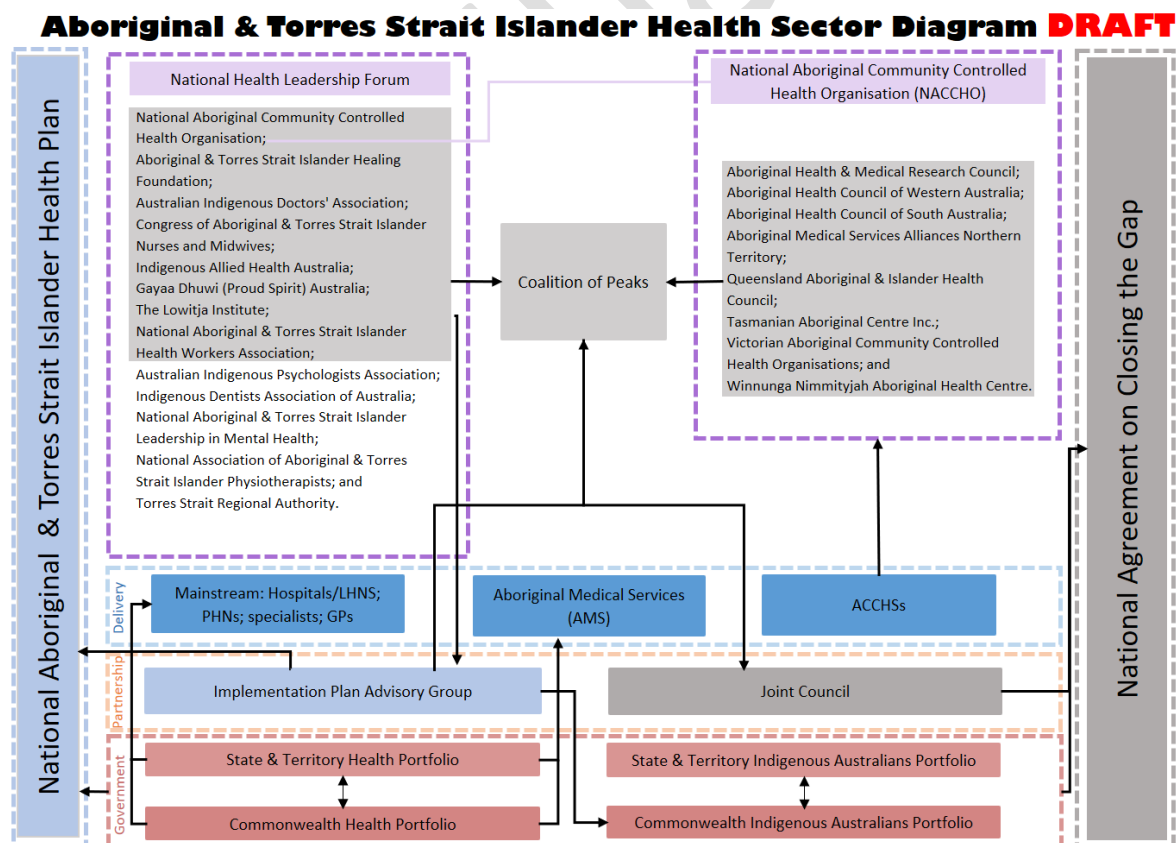 Aboriginal & Torres Strait Islander Health Sector Diagram DRAFT
National Aboriginal & Torres Strait Islander Health Plan
National Health Leadership Forum
National Aboriginal Community Controlled
Health Organisation;
Aboriginal & Torres Strait Islander Healing
Foundation;
Australian Indigenous Doctors' Association;
Congress of Aboriginal & Torres Strait Islander
Nurses and Midwives;
Indigenous Allied Health Australia;
Gayaa Dhuwi (Proud Spirit) Australia;
The Lowitja Institute;
National Aboriginal & Torres Strait Islander
Health Workers Association;
Australian Indigenous Psychologists Association;
Indigenous Dentists Association of Australia;
National Aboriginal & Torres Strait Islander
Leadership in Mental Health;
National Association of Aboriginal & Torres
Strait Islander Physiotherapists; and
Torres Strait Regional Authority.
Coalition of Peaks
National Aboriginal Community Controlled
Health Organisation (NACCHO)
Aboriginal Health & Medical Research Council;
Aboriginal Health Council of Western Australia;
Aboriginal Health Council of South Australia;
Aboriginal Medical Services Alliances Northern
Territory;
Queensland Aboriginal & Islander Health
Council;
Tasmanian Aboriginal Centre Inc.;
Victorian Aboriginal Community Controlled
Health Organisations; and
Winnunga Nimmityjah Aboriginal Health Centre.
National Agreement on Closing the Gap
Delivery
Mainstream: Hospitals/LHNS;
PHNs; specialists; GPs
Aboriginal Medical Services
(AMS)
ACCHSs
Partnership
Implementation Plan Advisory Group
Joint Council
Government
State & Territory Health Portfolio
State & Territory Indigenous Australians Portfolio
Commonwealth Health Portfolio
Commonwealth Indigenous Australians Portfolio